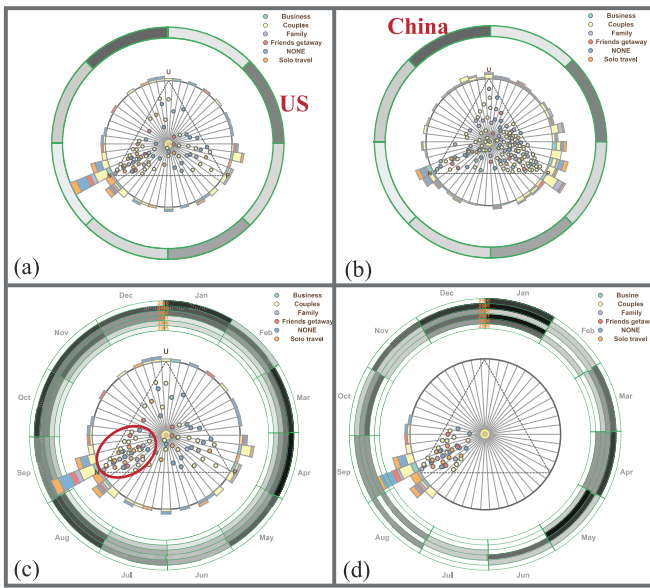 Business
Couples
Family
Friends getaway
NONE
Solo travel
U
US
N
P
(a)
China
Business
Couples
Family
Friends getaway
NONE
Solo travel
U
N
P
(b)
Dec
Jan
Nov
Feb
Oct
Mar
Sep
Apr
Aug
May
Jul
Jun
Business
Couples
Family
Friends getaway
NONE
Solo travel
U
P
(c)
Dec
Jan
Nov
Feb
Oct
Mar
Sep
Apr
Aug
May
Jul
Jun
Busine
Couples
Family
Friends getaway
NONE
Solo travel
(d)